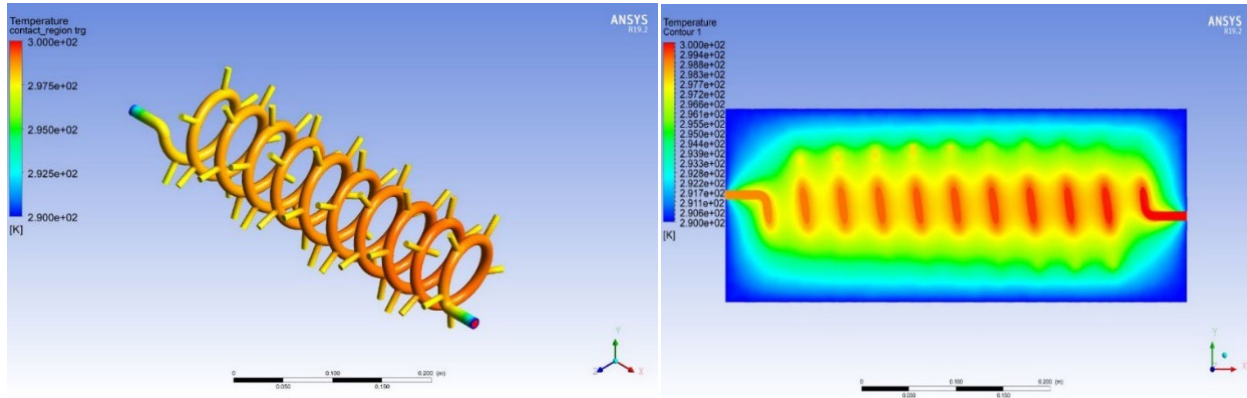 Temperature
contact_region trg
3.000e+02
2.975e+02
2.950e+02
2.925e+02
2.900e+02
[K]
ANSYS
R19.2
0
0.100
0.200 (m)
0.050
0.150
Y
Z
X
Temperature
Contour 1
3.000e+02
2.994e+02
2.988e+02
2.983e+02
2.977e+02
2.972e+02
2.966e+02
2.961e+02
2.955e+02
2.950e+02
2.944e+02
2.939e+02
2.933e+02
2.928e+02
2.922e+02
2.917e+02
2.911e+02
2.906e+02
2.900e+02
[K]
ANSYS
R19.2
0
0.100
0.200 (m)
0.050
0.150
Y
X